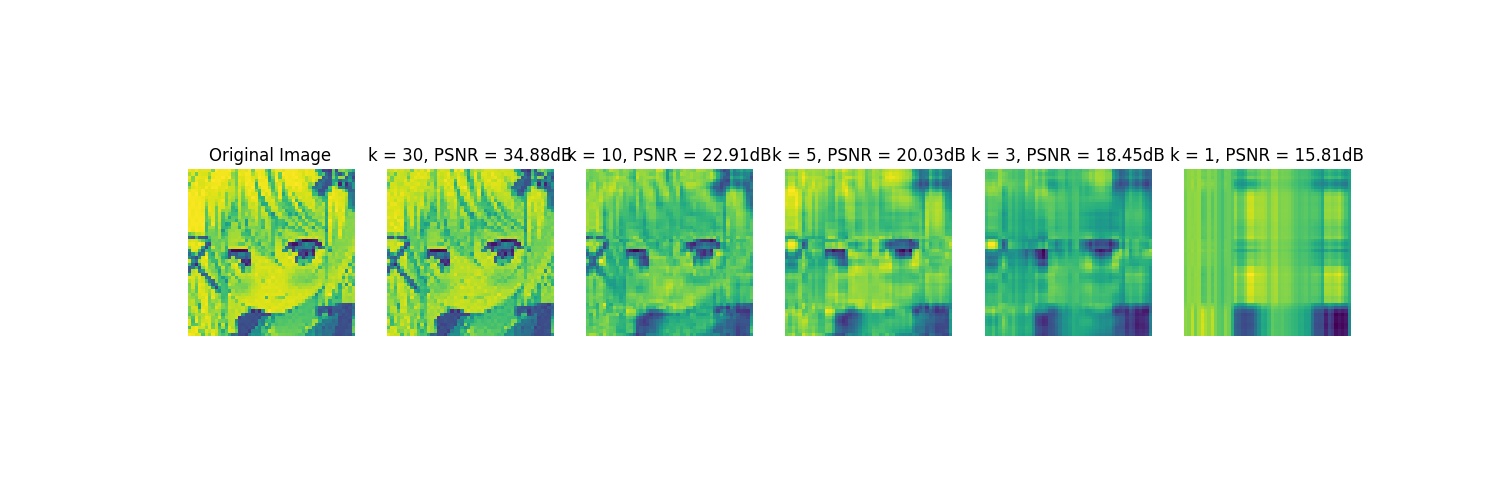 Original Image
k = 30, PSNR = 34.88dB
k = 10, PSNR = 22.91dB
k = 5, PSNR = 20.03dB
k = 3, PSNR = 18.45dB
k = 1, PSNR = 15.81dB